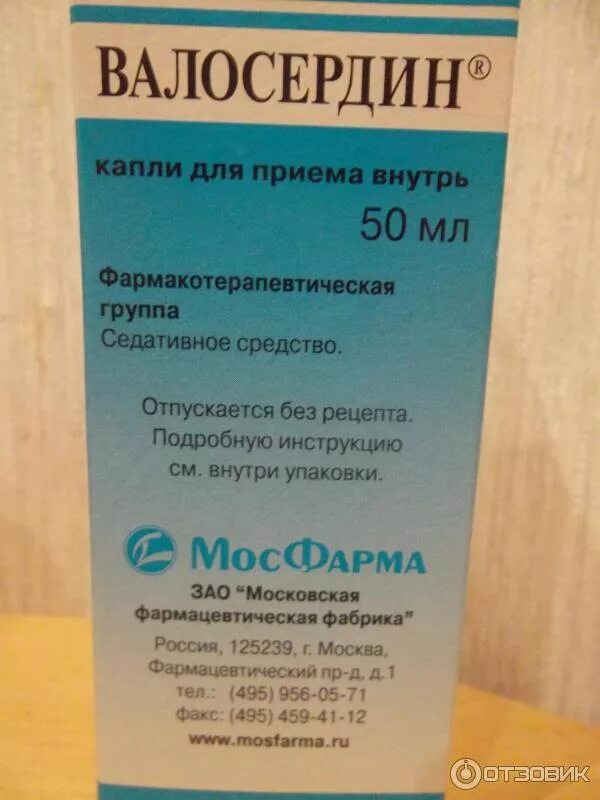 ВАЛОСЕРДИН®
капли для приема внутрь
50 мл
Фармакотерапевтическая
группа
Седативное средство.
Отпускается без рецепта.
Подробную инструкцию
см. внутри упаковки.
МОСФАРМА
ЗАО "Московская
фармацевтическая фабрика"
Россия, 125239, г. Москва,
Фармацевтический пр-д, д.1
тел.: (495) 956-05-71
факс: (495) 459-41-12
www.mosfarma.ru
ОТЗОВИК